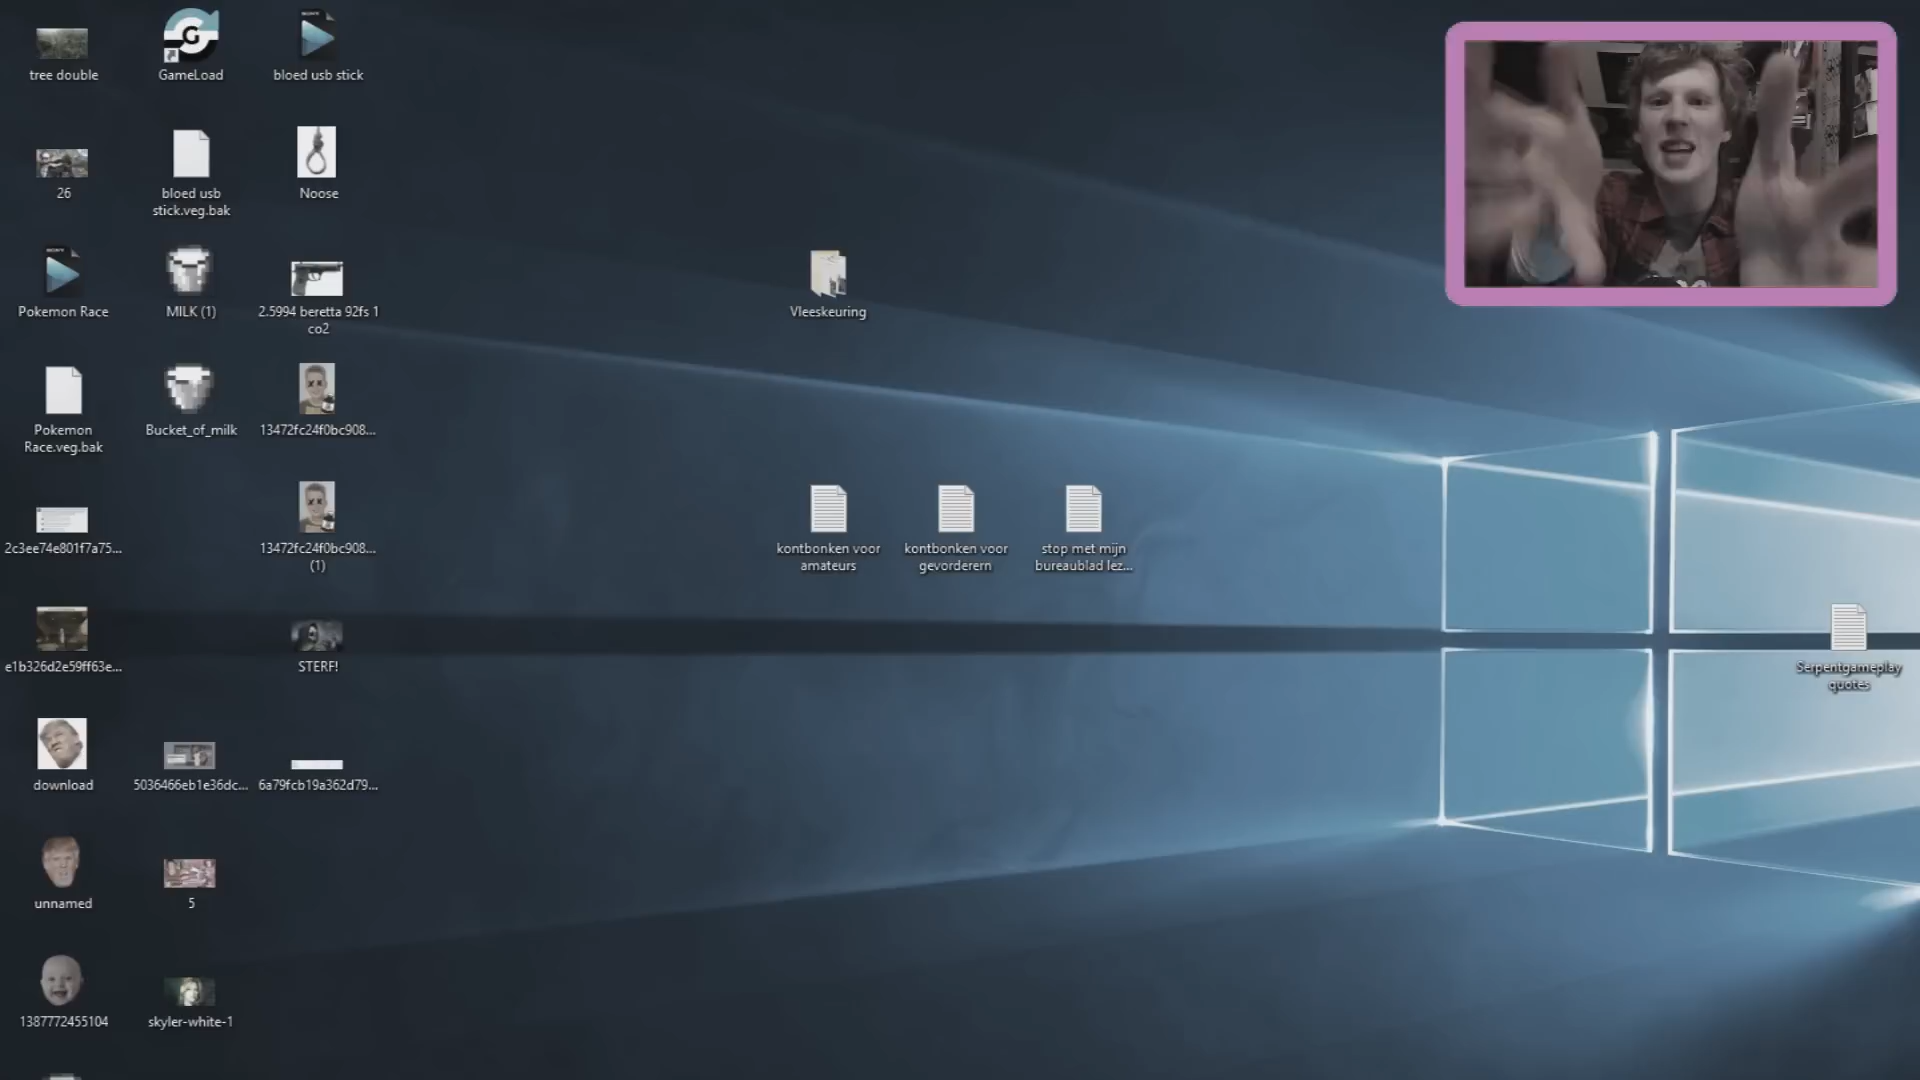 tree double
GameLoad
bloed usb stick
26
bloed usb
stick.veg.bak
Noose
Pokemon Race
MILK (1)
2.5994 beretta 92fs 1
co2
Vleeskeuring
Pokemon
Race.veg.bak
Bucket_of_milk
13472fc24f0bc908...
2c3ee74e801f7a75...
13472fc24f0bc908...
(1)
kontbonken voor
amateurs
kontbonken voor
gevorderern
stop met mijn
bureaublad lez...
e1b326d2e59ff63e...
STERF!
Serpentgameplay
quotes
download
5036466eb1e36dc...
6a79fcb19a362d79...
unnamed
5
1387772455104
skyler-white-1